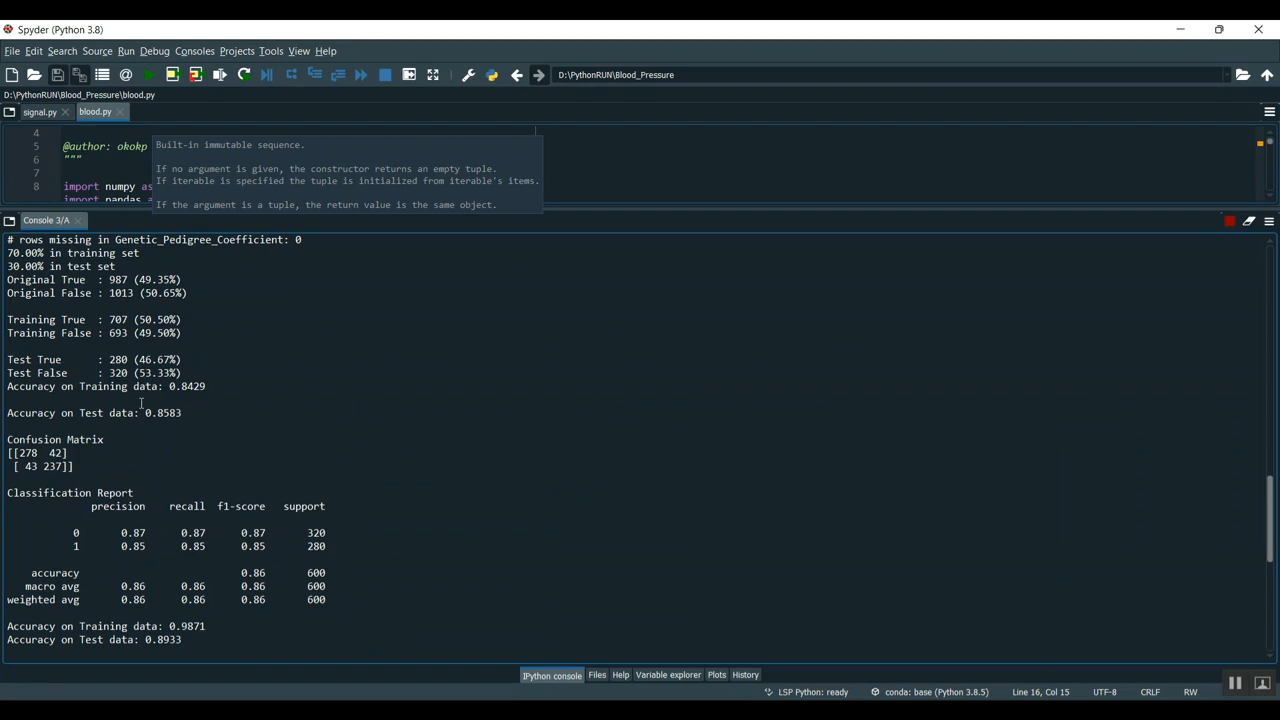 Spyder (Python 3.8)
File Edit Search Source Run Debug Consoles Projects Tools View Help
D:\PythonRUN\Blood_Pressure
D:\PythonRUN\Blood_Pressure\blood.py
signal.py blood.py
4
5 @author: okokp
6 """
7
8 import numpy as
import pandas
Built-in immutable sequence.
If no argument is given, the constructor returns an empty tuple.
If iterable is specified the tuple is initialized from iterable's items.
If the argument is a tuple, the return value is the same object.
Console 3/A
# rows missing in Genetic_Pedigree_Coefficient: 0
70.00% in training set
30.00% in test set
Original True : 987 (49.35%)
Original False : 1013 (50.65%)
Training True : 707 (50.50%)
Training False : 693 (49.50%)
Test True : 280 (46.67%)
Test False : 320 (53.33%)
Accuracy on Training data: 0.8429
Accuracy on Test data: 0.8583
Confusion Matrix
[[278 42]
[ 43 237]]
Classification Report
precision recall f1-score support
0 0.87 0.87 0.87 320
1 0.85 0.85 0.85 280
accuracy 0.86 600
macro avg 0.86 0.86 0.86 600
weighted avg 0.86 0.86 0.86 600
Accuracy on Training data: 0.9871
Accuracy on Test data: 0.8933
IPython console Files Help Variable explorer Plots History
LSP Python: ready conda: base (Python 3.8.5) Line 16, Col 15 UTF-8 CRLF RW